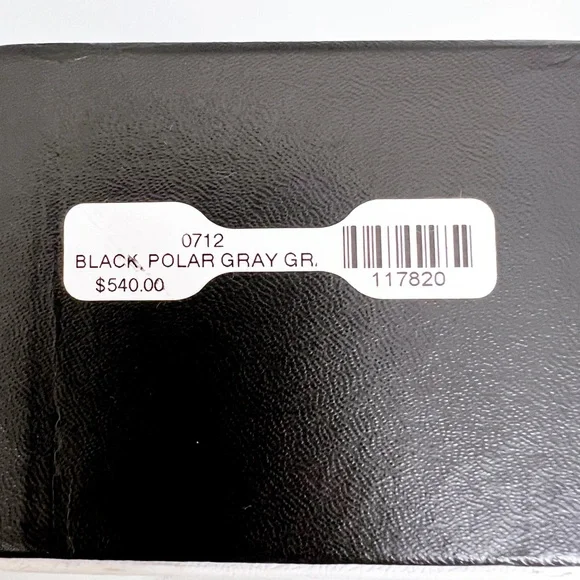 0712
BLACK, POLAR GRAY GR.
$540.00
117820